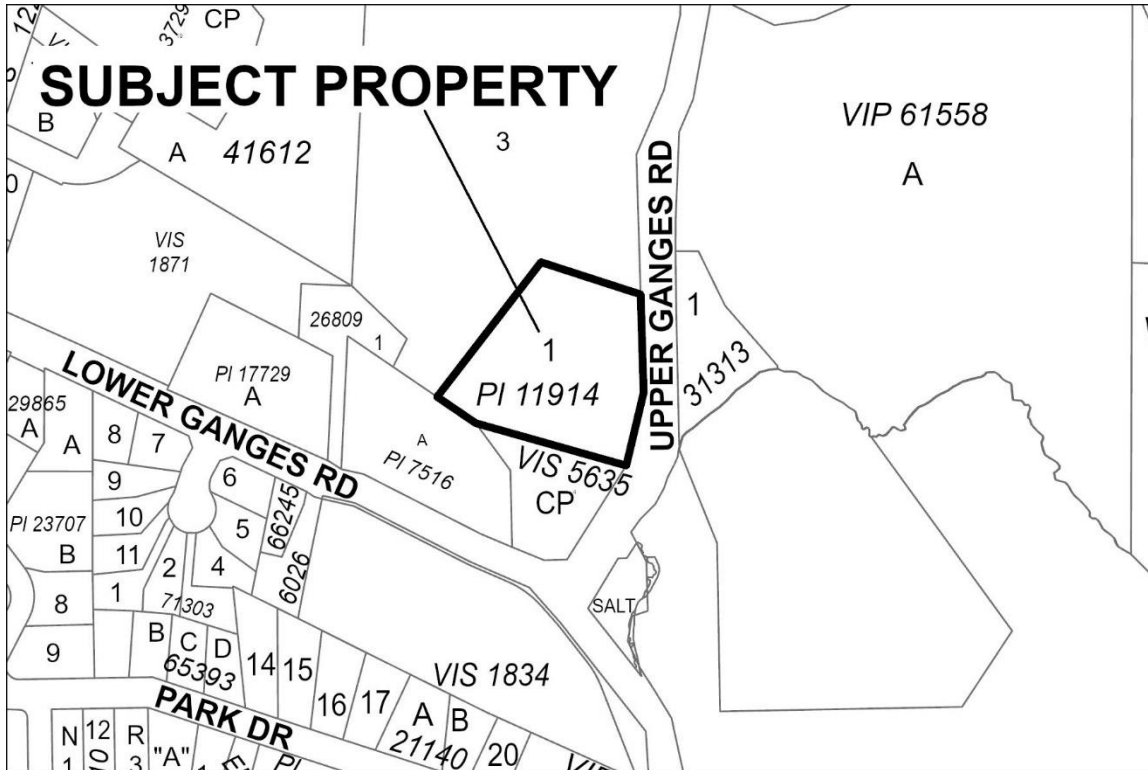 CP
3729
SUBJECT PROPERTY
B
A 41612
3
VIP 61558
A
VIS
1871
UPPER GANGES RD
26809
1
1
PI 11914
1
31313
PI 17729
A
LOWER GANGES RD
A
PI 7516
VIS 5635
CP
29865
A
A
8
7
9
6
10
5
66245
PI 23707
B
11
2
4
6026
8
1
71303
SALT
9
B
C
D
65393
14
15
16
17
VIS 1834
A
B
21140
20
PARK DR
N
12
R
"A"